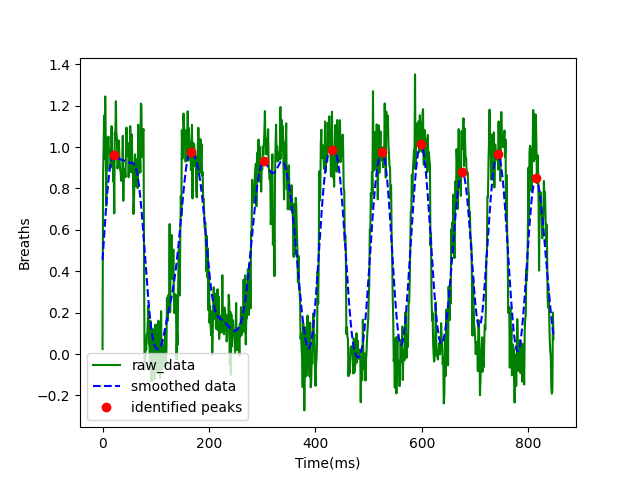 1.4
1.2
1.0
0.8
0.6
0.4
0.2
0.0
−0.2
Breaths
raw_data
smoothed data
identified peaks
0 200 400 600 800
Time(ms)